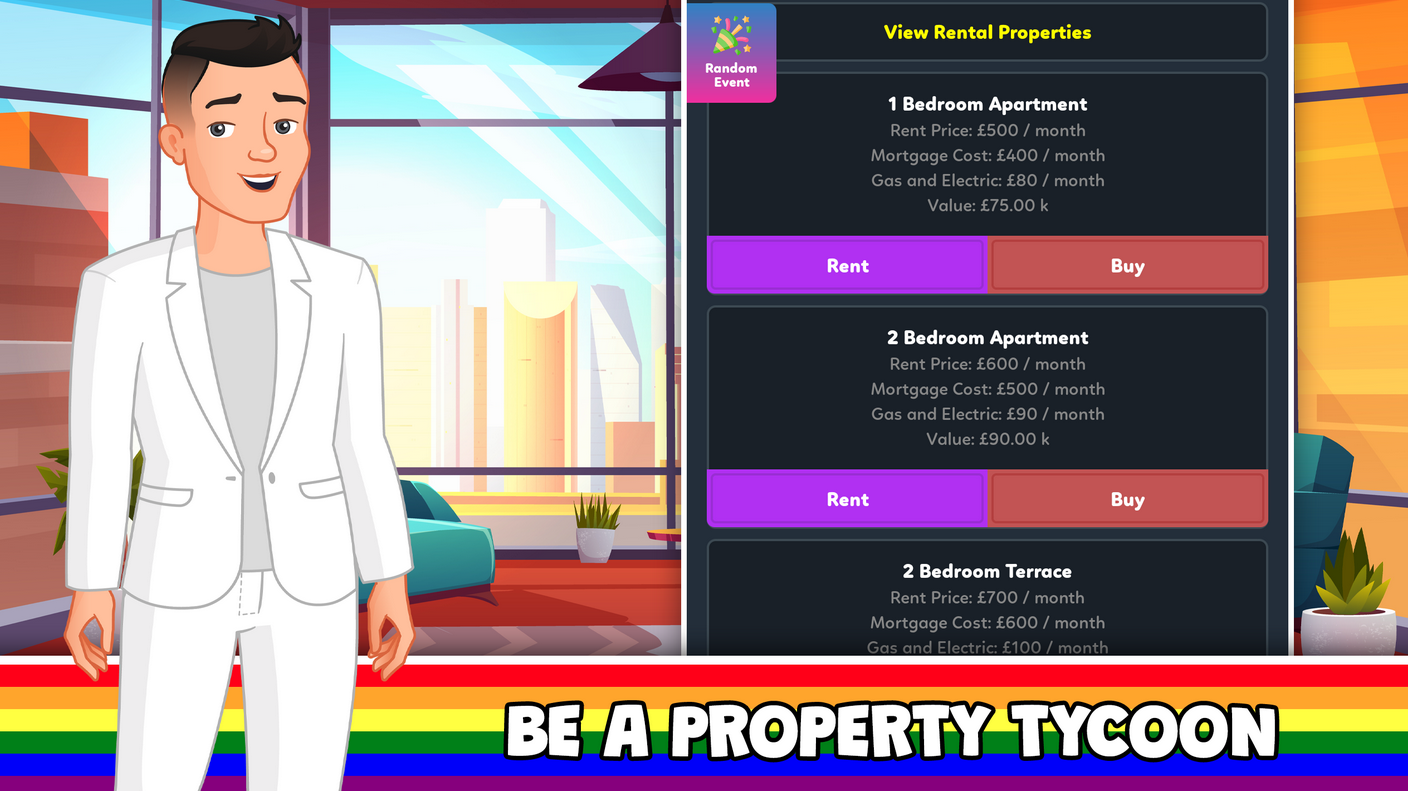 View Rental Properties
Random
Event
1 Bedroom Apartment
Rent Price: £500 / month
Mortgage Cost: £400 / month
Gas and Electric: £80 / month
Value: £75.00 k
Rent
Buy
2 Bedroom Apartment
Rent Price: £600 / month
Mortgage Cost: £500 / month
Gas and Electric: £90 / month
Value: £90.00 k
Rent
Buy
2 Bedroom Terrace
Rent Price: £700 / month
Mortgage Cost: £600 / month
Gas and Electric: £100 / month
BE A PROPERTY TYCOON